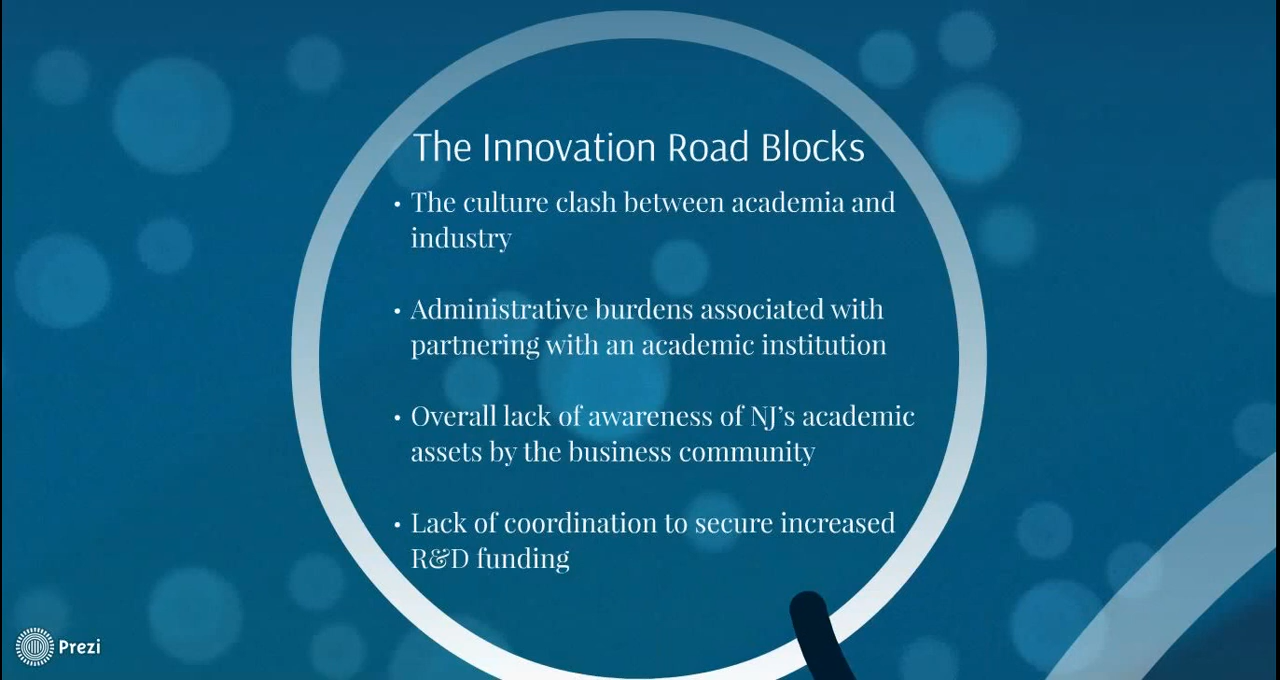 The Innovation Road Blocks
• The culture clash between academia and
industry
• Administrative burdens associated with
partnering with an academic institution
• Overall lack of awareness of NJ’s academic
assets by the business community
• Lack of coordination to secure increased
R&D funding
Prezi